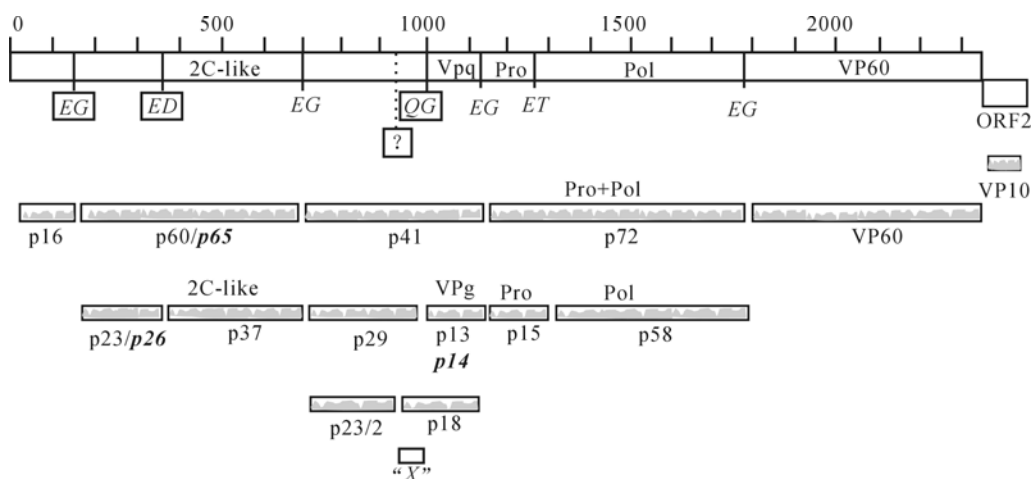 0 500 1000 1500 2000
2C-like Vpq Pro Pol VP60
EG ED EG QG EG ET EG
ORF2
?
VP10
Pro+Pol
p16 p60/p65 p41 p72 VP60
2C-like VPg Pro Pol
p23/p26 p37 p29 p13 p15 p58
p14
p23/2 p18
“X”